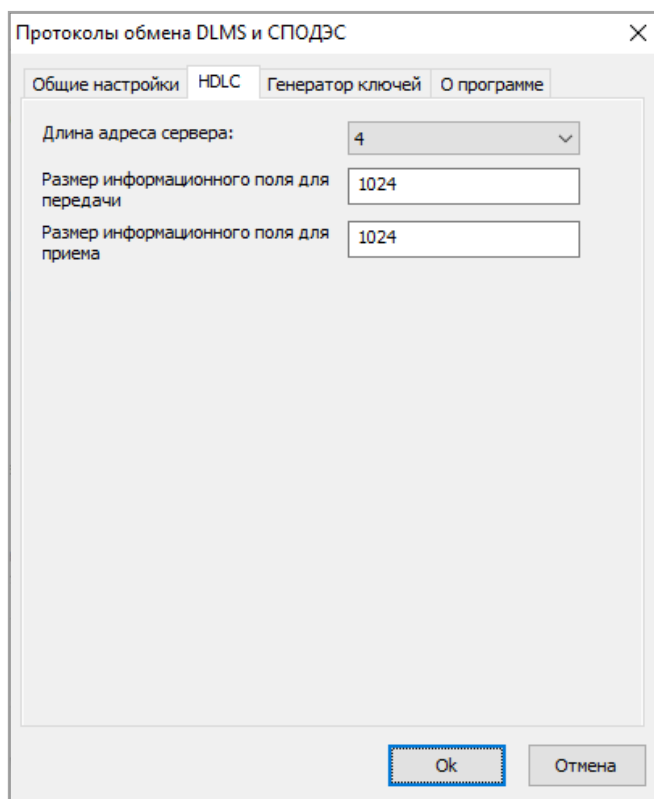 Протоколы обмена DLMS и СПОДЭС
Общие настройки HDLC Генератор ключей О программе
Длина адреса сервера: 4
Размер информационного поля для
передачи
1024
Размер информационного поля для
приема
1024
Ok Отмена